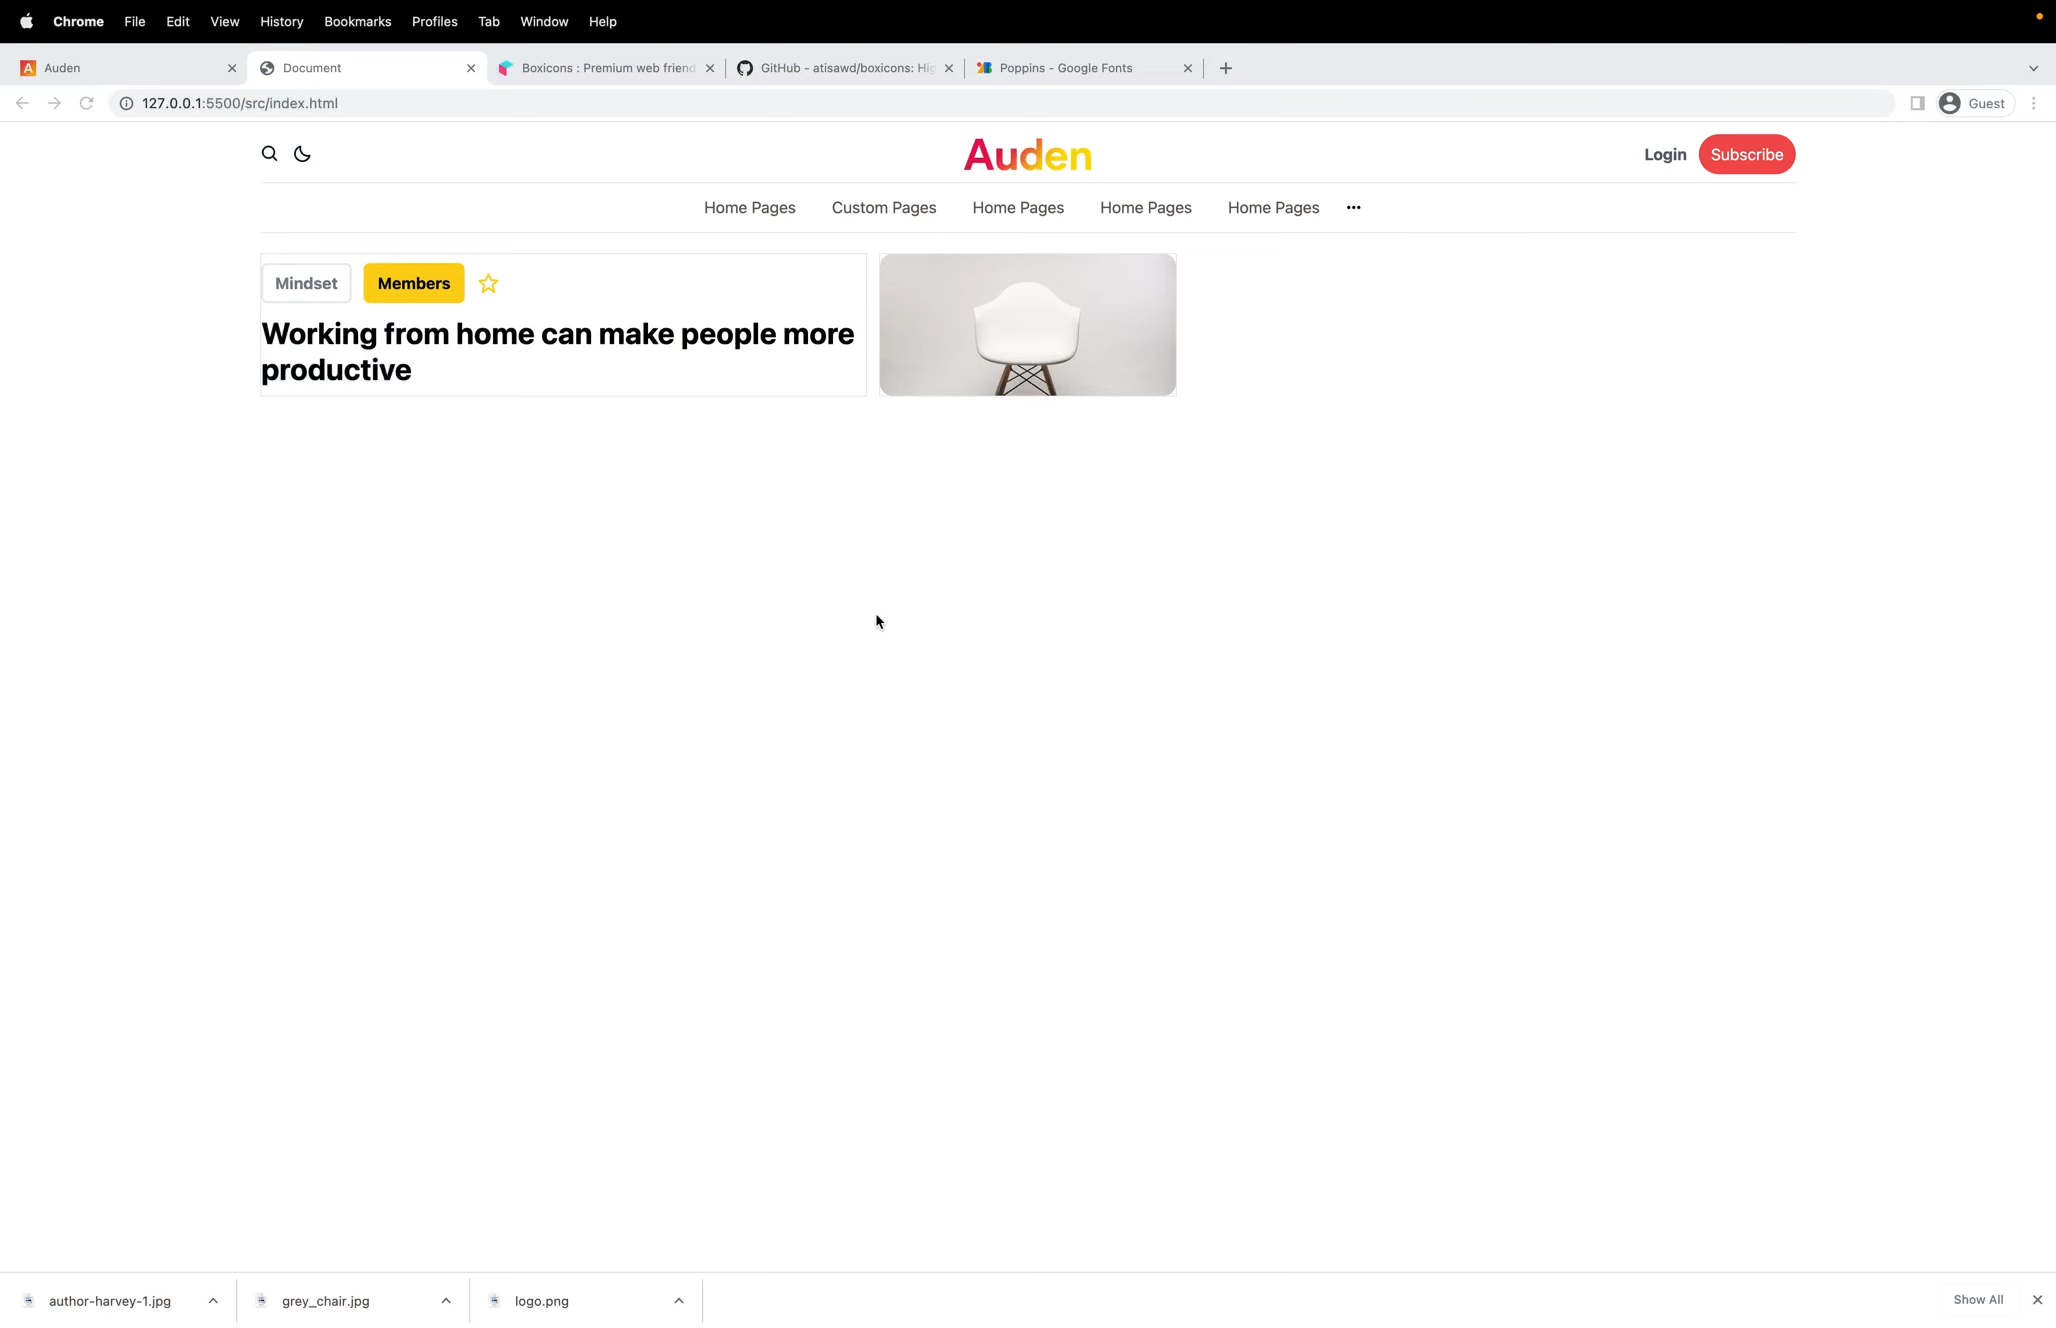 Chrome File Edit View History Bookmarks Profiles Tab Window Help
A Auden Document Boxicons : Premium web friend GitHub - atisawd/boxicons: Hig Poppins - Google Fonts
127.0.0.1:5500/src/index.html Guest
Auden Login Subscribe
Home Pages Custom Pages Home Pages Home Pages Home Pages
Mindset Members
Working from home can make people more
productive
author-harvey-1.jpg grey_chair.jpg logo.png Show All